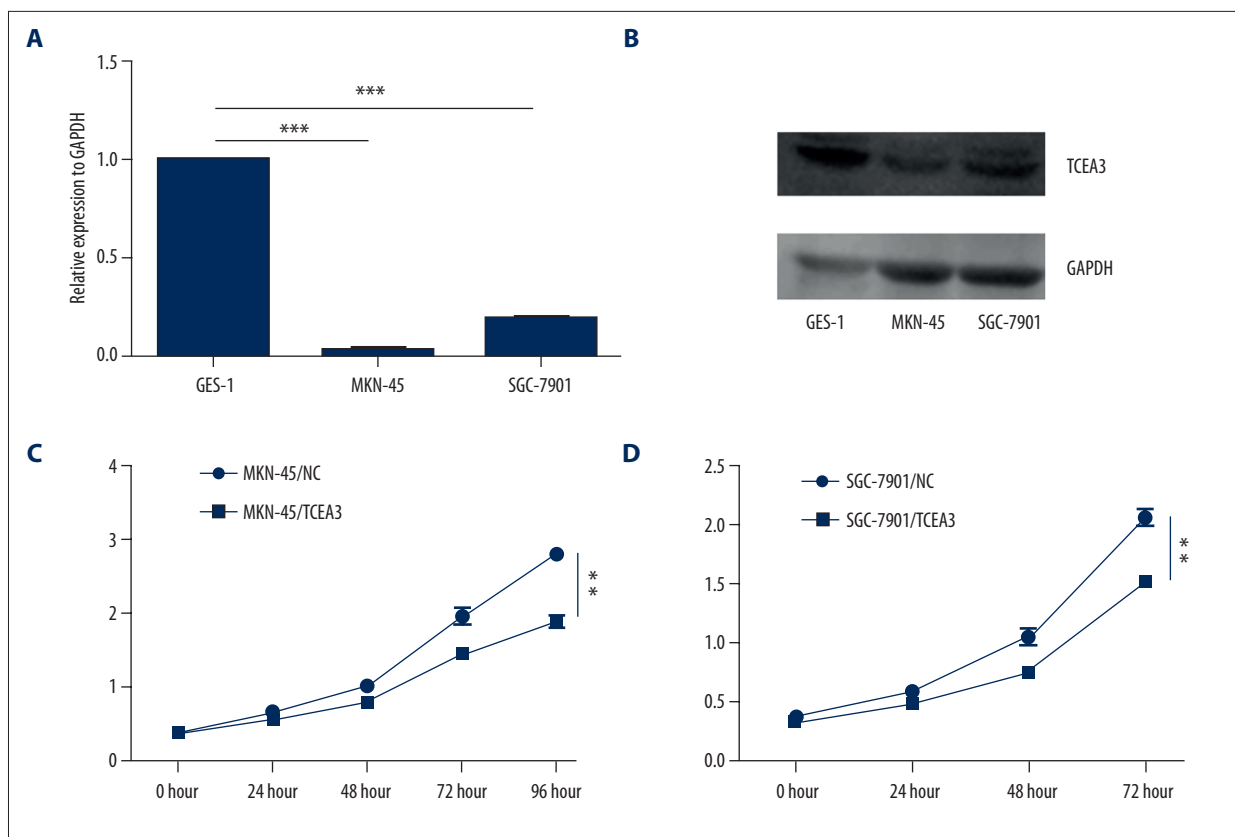 A
Relative expression to GAPDH
1.5
1.0
0.5
0.0
***
***
GES-1 MKN-45 SGC-7901
B
TCEA3
GAPDH
GES-1 MKN-45 SGC-7901
C
4
3
2
1
0
MKN-45/NC
MKN-45/TCEA3
**
0 hour 24 hour 48 hour 72 hour 96 hour
D
2.5
2.0
1.5
1.0
0.5
0.0
SGC-7901/NC
SGC-7901/TCEA3
**
0 hour 24 hour 48 hour 72 hour